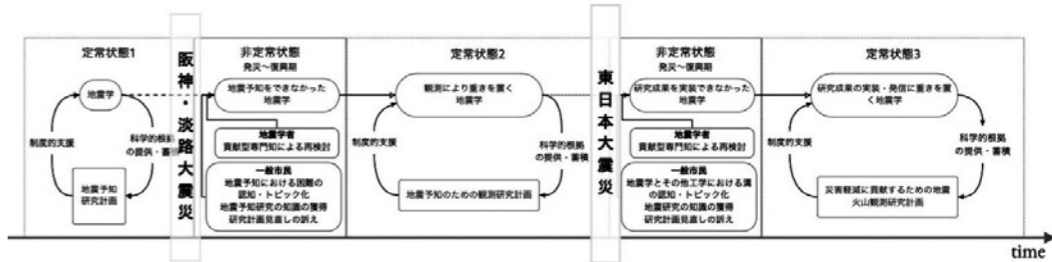 定常状態1
地震学
制度的支援
科学的根拠
の提供・蓄積
地震予知
研究計画
阪神・淡路大震災
非定常状態
発災〜復興期
地震予知をできなかった
地震学
地震学者
貢献型専門知による再検討
一般市民
地震予知における困難の
認知・トピック化
地震予知研究の知識の獲得
研究計画見直しの訴え
定常状態2
観測により重きを置く
地震学
制度的支援
科学的根拠
の提供・蓄積
地震予知のための観測研究計画
東日本大震災
非定常状態
発災〜復興期
研究成果を実装できなかった
地震学
地震学者
貢献型専門知による再検討
一般市民
地震学とその他工学における溝
の認知・トピック化
地震研究の知識の獲得
研究計画見直しの訴え
定常状態3
研究成果の実装・発信に重きを置
く地震学
制度的支援
科学的根拠
の提供・蓄積
災害軽減に貢献するための地震
火山観測研究計画
time